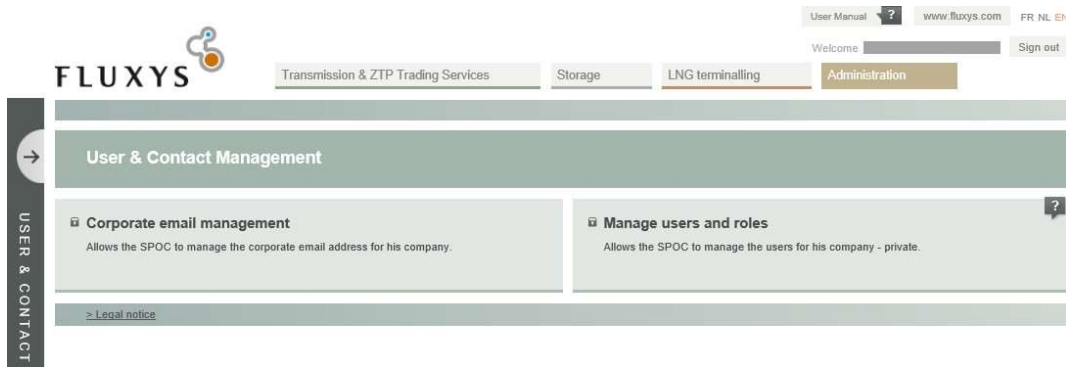 User Manual ? www.fluxys.com FR NL EN
Welcome Sign out
FLUXYS
Transmission & ZTP Trading Services Storage LNG terminalling Administration
User & Contact Management
USER & CONTACT
Corporate email management
Allows the SPOC to manage the corporate email address for his company.
Manage users and roles ?
Allows the SPOC to manage the users for his company - private.
> Legal notice